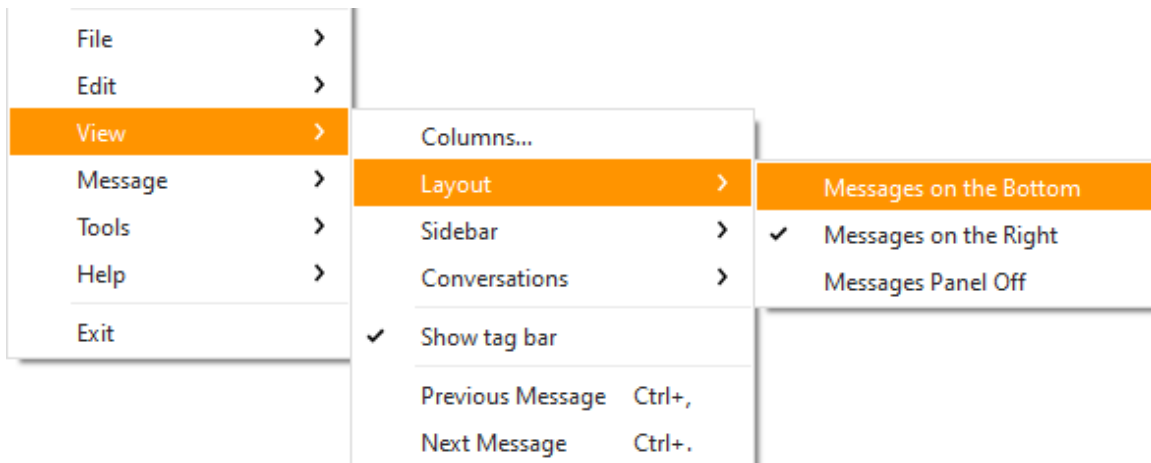 File
Edit
View
Message
Tools
Help
Exit
Columns...
Layout
Sidebar
Conversations
Show tag bar
Previous Message Ctrl+,
Next Message Ctrl+.
Messages on the Bottom
Messages on the Right
Messages Panel Off